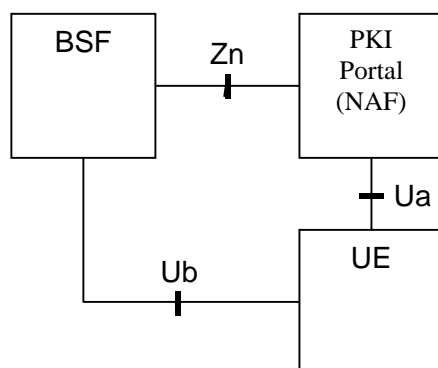 BSF
Zn
PKI
Portal
(NAF)
Ua
Ub
UE